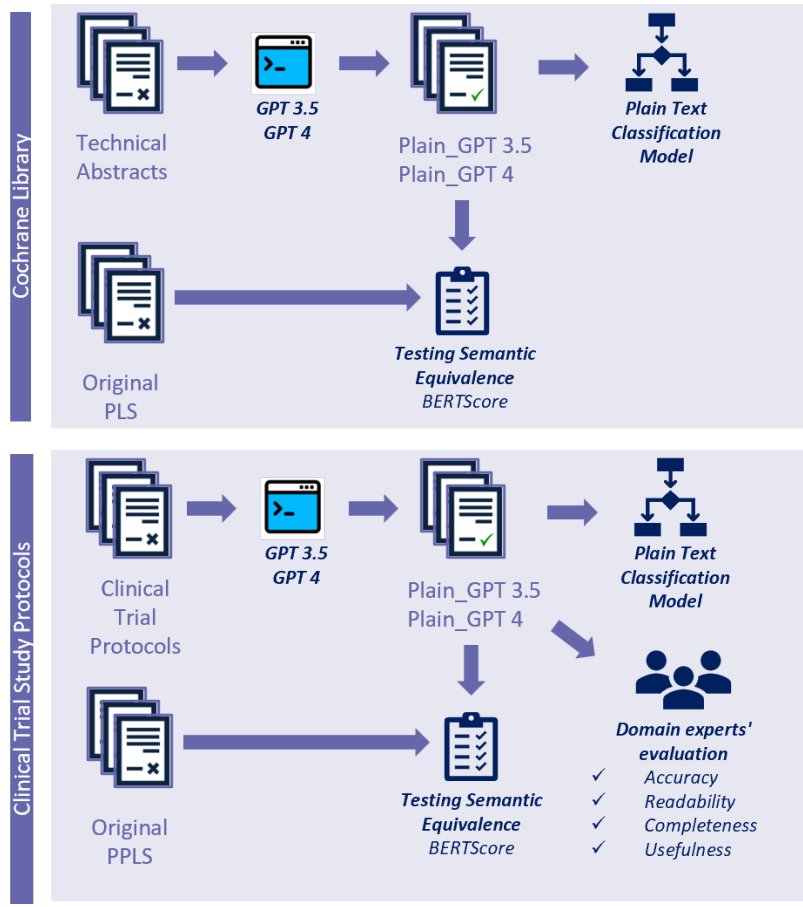 Cochrane Library
GPT 3.5
GPT 4
Technical
Abstracts
Plain_GPT 3.5
Plain_GPT 4
Plain Text
Classification
Model
Original
PLS
Testing Semantic
Equivalence
BERTScore
Clinical Trial Study Protocols
GPT 3.5
GPT 4
Clinical
Trial
Protocols
Plain_GPT 3.5
Plain_GPT 4
Plain Text
Classification
Model
Original
PPLS
Testing Semantic
Equivalence
BERTScore
Domain experts'
evaluation
✓ Accuracy
✓ Readability
✓ Completeness
✓ Usefulness